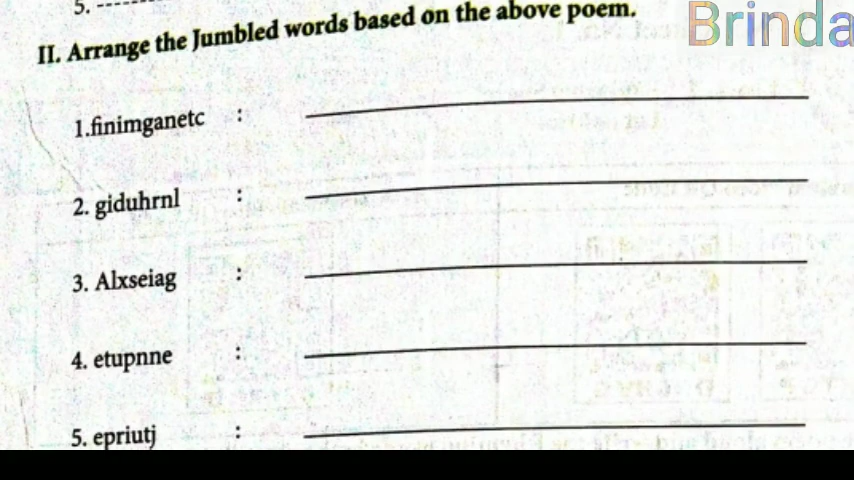 5. ----------
II. Arrange the Jumbled words based on the above poem.
Brinda
1.finimganetc :
2. giduhrnl :
3. Alxseiag :
4. etupnne :
5. epriutj :